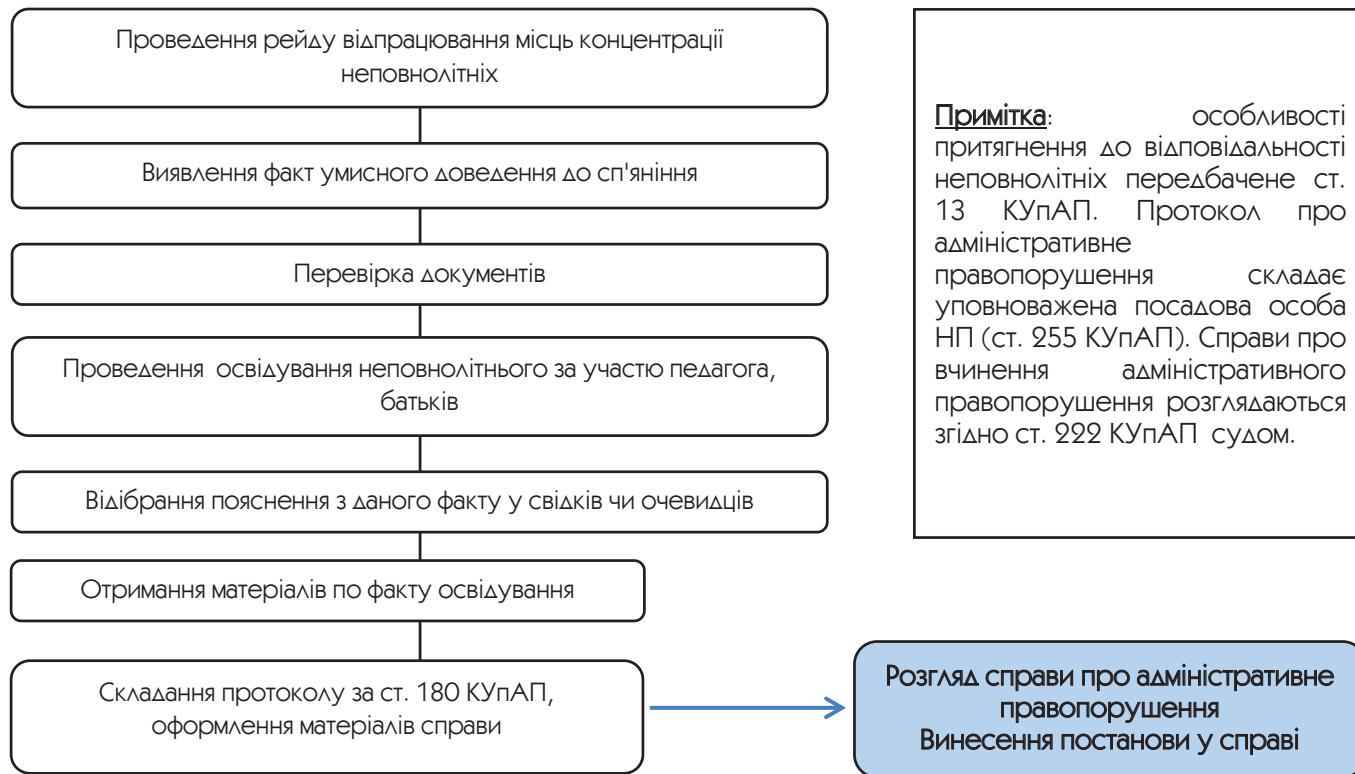 Проведення рейду відпрацювання місць концентрації
неповнолітніх
Виявлення факт умисного доведення до сп'яніння
Перевірка документів
Проведення освідування неповнолітнього за участю педагога,
батьків
Відібрання пояснення з даного факту у свідків чи очевидців
Отримання матеріалів по факту освідування
Складання протоколу за ст. 180 КУпАП,
оформлення матеріалів справи
Примітка: особливості
притягнення до відповідальності
неповнолітніх передбачене ст.
13 КУпАП. Протокол про
адміністративне
правопорушення складає
уповноважена посадова особа
НП (ст. 255 КУпАП). Справи про
вчинення адміністративного
правопорушення розглядаються
згідно ст. 222 КУпАП судом.
Розгляд справи про адміністративне
правопорушення
Винесення постанови у справі